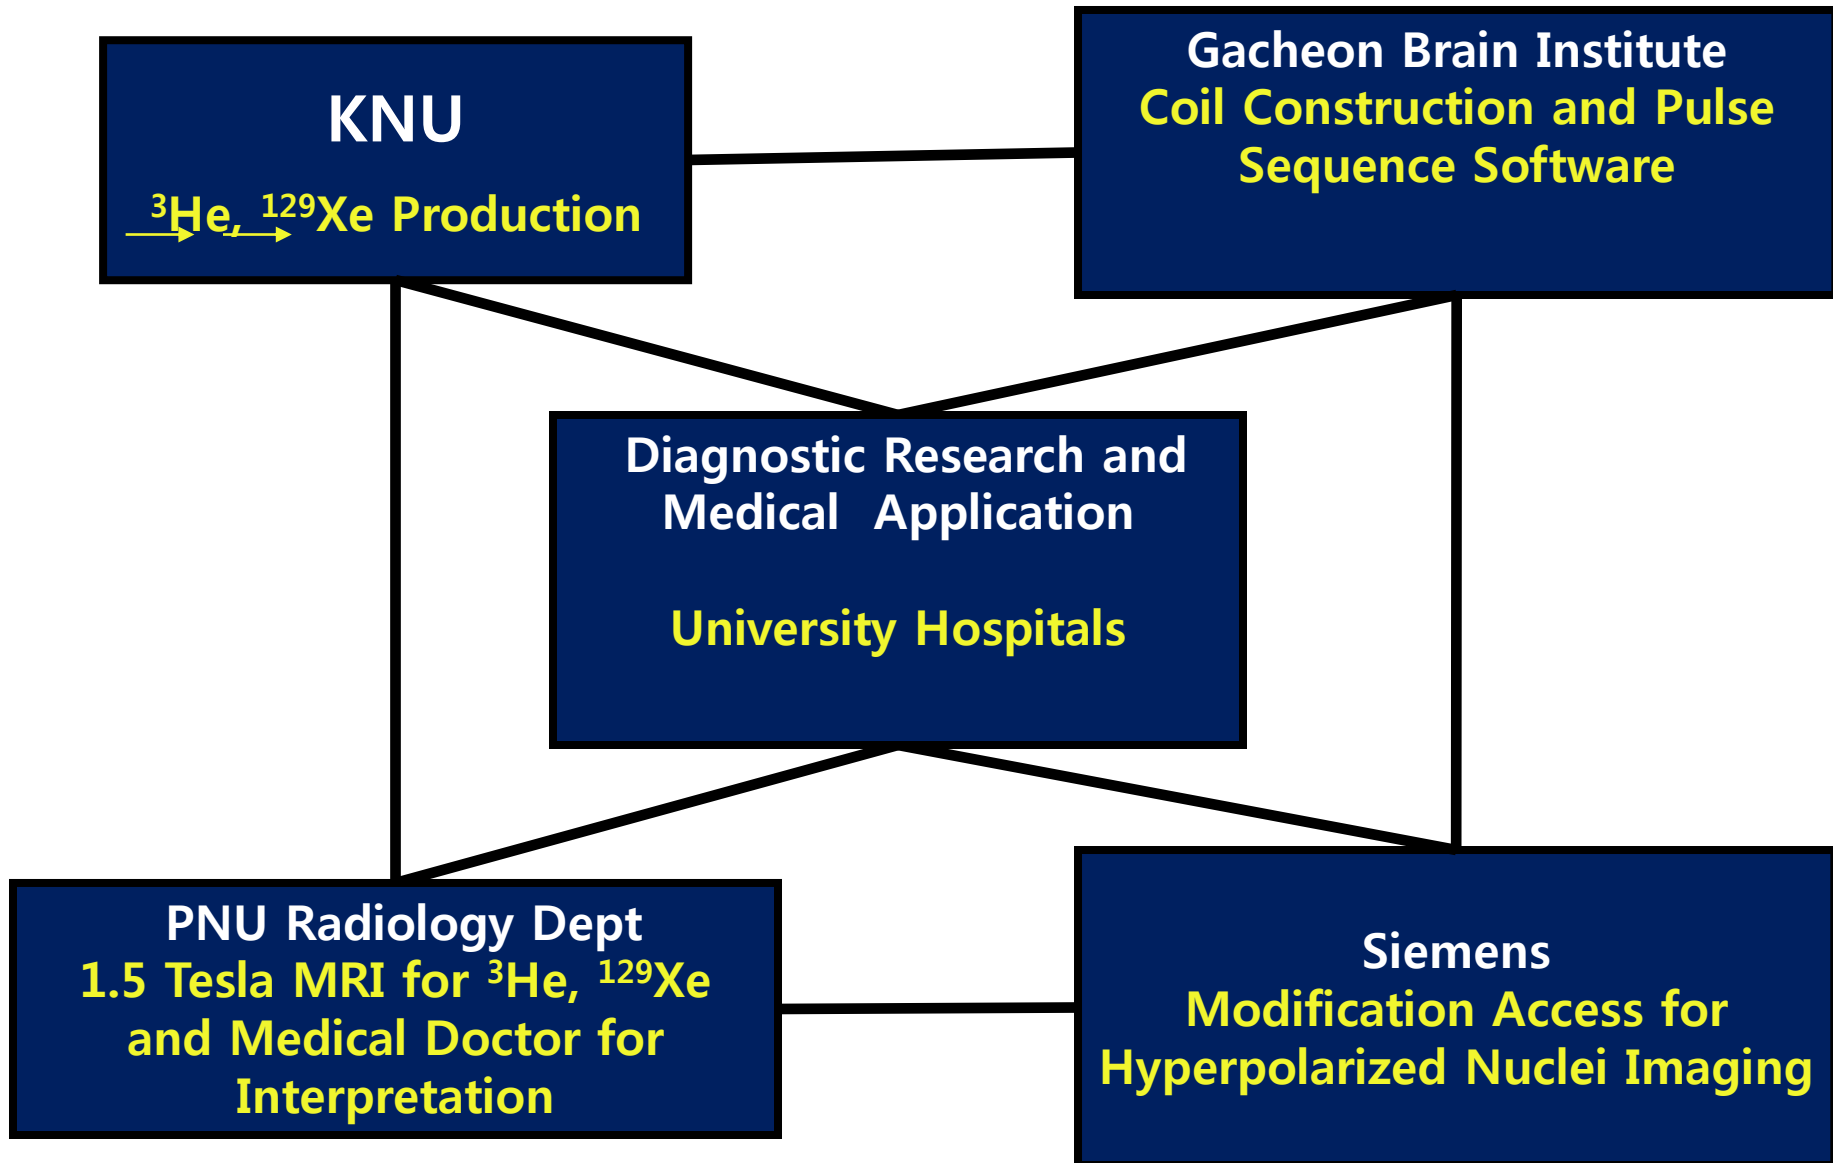 KNU
³He, ¹²⁹Xe Production
Gacheon Brain Institute
Coil Construction and Pulse
Sequence Software
Diagnostic Research and
Medical  Application
University Hospitals
PNU Radiology Dept
1.5 Tesla MRI for ³He, ¹²⁹Xe
and Medical Doctor for
Interpretation
Siemens
Modification Access for
Hyperpolarized Nuclei Imaging